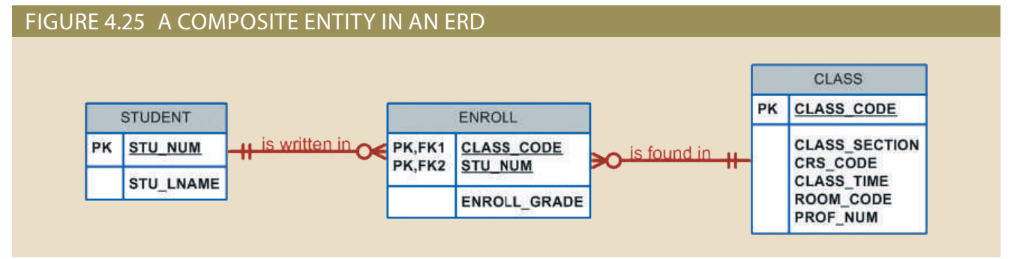 FIGURE 4.25 A COMPOSITE ENTITY IN AN ERD
STUDENT
PK STU_NUM
STU_LNAME
is written in
ENROLL
PK,FK1 CLASS_CODE
PK,FK2 STU_NUM
ENROLL_GRADE
is found in
CLASS
PK CLASS_CODE
CLASS_SECTION
CRS_CODE
CLASS_TIME
ROOM_CODE
PROF_NUM